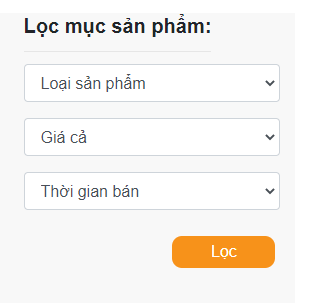 Lọc mục sản phẩm:
Loại sản phẩm
Giá cả
Thời gian bán
Lọc